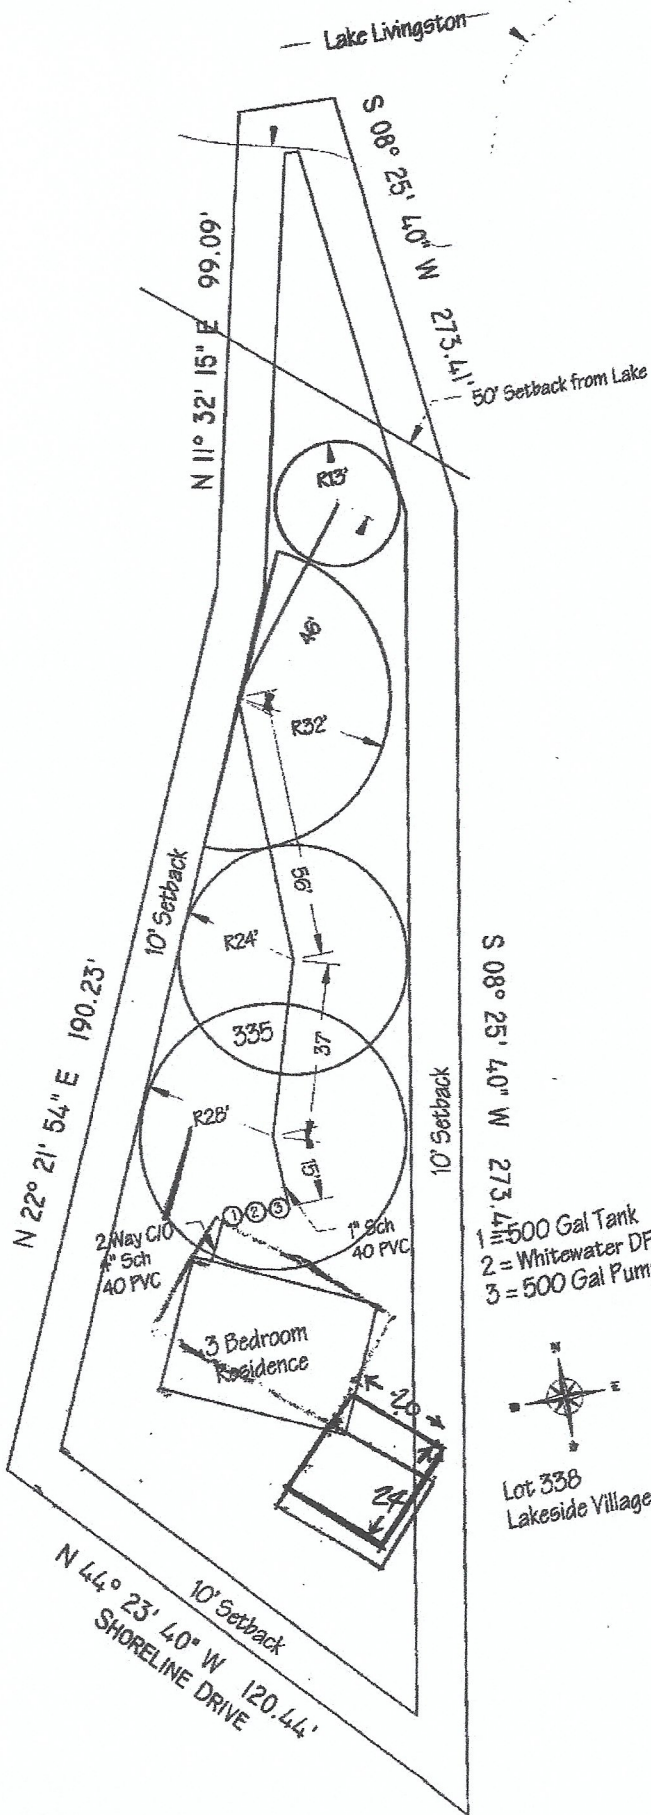 Lake Livingston
S 08° 25' 40" W 273.41'
N 11° 32' 15" E 99.09'
50' Setback from Lake
R13'
46'
R32'
56'
10' Setback
R24'
335
37'
S 08° 25' 40" W 273.41'
N 22° 21' 54" E 190.23'
10' Setback
R28'
15'
1 2 3
2 Way C/O
4" Sch
40 PVC
1" Sch
40 PVC
1 = 500 Gal Tank
2 = Whitewater DF
3 = 500 Gal Pum
3 Bedroom
Residence
N
E
S
20
24
Lot 338
Lakeside Village
10' Setback
N 44° 23' 40" W 120.44'
SHORELINE DRIVE